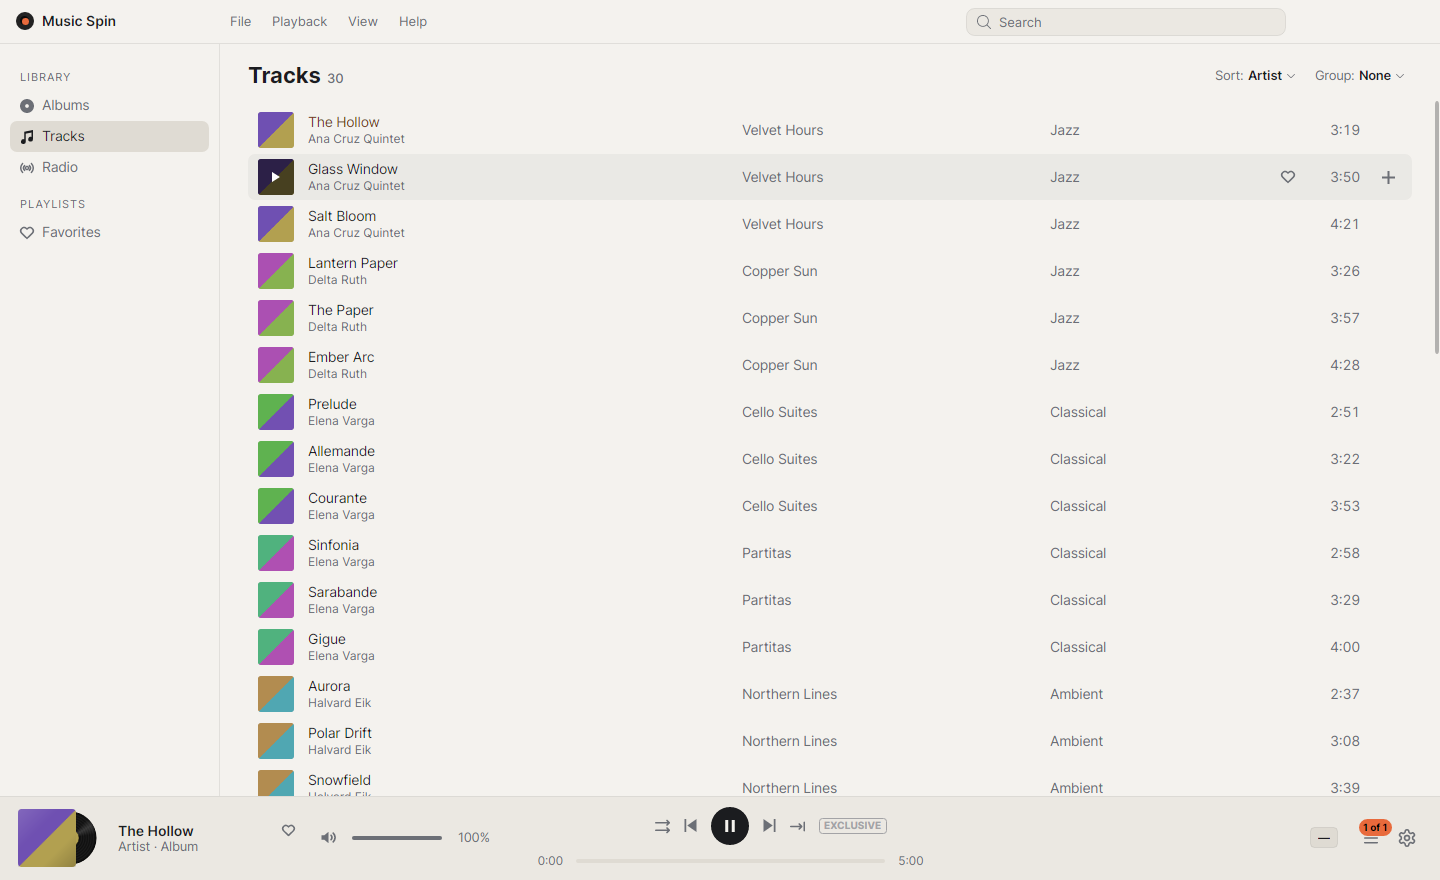 Music Spin
File
Playback
View
Help
Search
LIBRARY
Albums
Tracks
Radio
PLAYLISTS
Favorites
Tracks 30
Sort: Artist
Group: None
The Hollow
Ana Cruz Quintet
Velvet Hours
Jazz
3:19
Glass Window
Ana Cruz Quintet
Velvet Hours
Jazz
3:50
Salt Bloom
Ana Cruz Quintet
Velvet Hours
Jazz
4:21
Lantern Paper
Delta Ruth
Copper Sun
Jazz
3:26
The Paper
Delta Ruth
Copper Sun
Jazz
3:57
Ember Arc
Delta Ruth
Copper Sun
Jazz
4:28
Prelude
Elena Varga
Cello Suites
Classical
2:51
Allemande
Elena Varga
Cello Suites
Classical
3:22
Courante
Elena Varga
Cello Suites
Classical
3:53
Sinfonia
Elena Varga
Partitas
Classical
2:58
Sarabande
Elena Varga
Partitas
Classical
3:29
Gigue
Elena Varga
Partitas
Classical
4:00
Aurora
Halvard Eik
Northern Lines
Ambient
2:37
Polar Drift
Halvard Eik
Northern Lines
Ambient
3:08
Snowfield
Halvard Eik
Northern Lines
Ambient
3:39
The Hollow
Artist · Album
100%
EXCLUSIVE
0:00
5:00
1 of 1